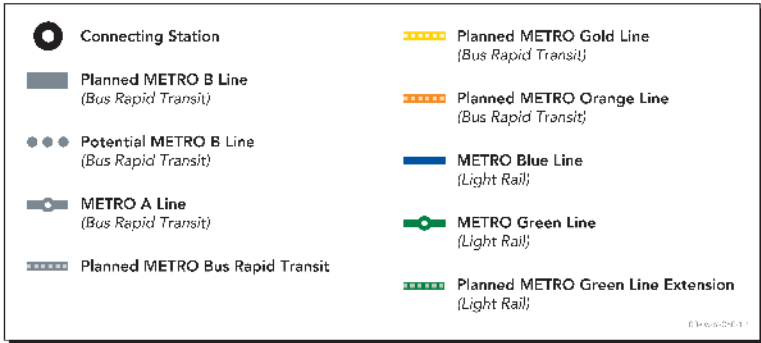 Connecting Station
Planned METRO B Line
(Bus Rapid Transit)
Potential METRO B Line
(Bus Rapid Transit)
METRO A Line
(Bus Rapid Transit)
Planned METRO Bus Rapid Transit
Planned METRO Gold Line
(Bus Rapid Transit)
Planned METRO Orange Line
(Bus Rapid Transit)
METRO Blue Line
(Light Rail)
METRO Green Line
(Light Rail)
Planned METRO Green Line Extension
(Light Rail)